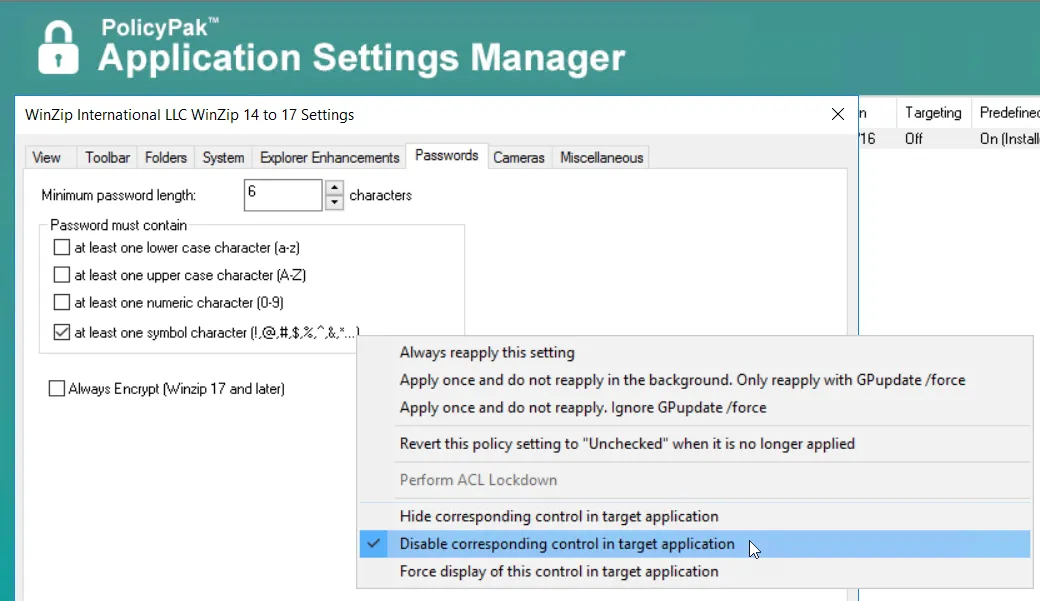 PolicyPak™
Application Settings Manager
WinZip International LLC WinZip 14 to 17 Settings
n Targeting Predefined
'16 Off On (Install
View Toolbar Folders System Explorer Enhancements Passwords Cameras Miscellaneous
Minimum password length: 6 characters
Password must contain
at least one lower case character (a-z)
at least one upper case character (A-Z)
at least one numeric character (0-9)
at least one symbol character (!,@,#,$,%,^,&,*...)
Always Encrypt (Winzip 17 and later)
Always reapply this setting
Apply once and do not reapply in the background. Only reapply with GPupdate /force
Apply once and do not reapply. Ignore GPupdate /force
Revert this policy setting to "Unchecked" when it is no longer applied
Perform ACL Lockdown
Hide corresponding control in target application
Disable corresponding control in target application
Force display of this control in target application